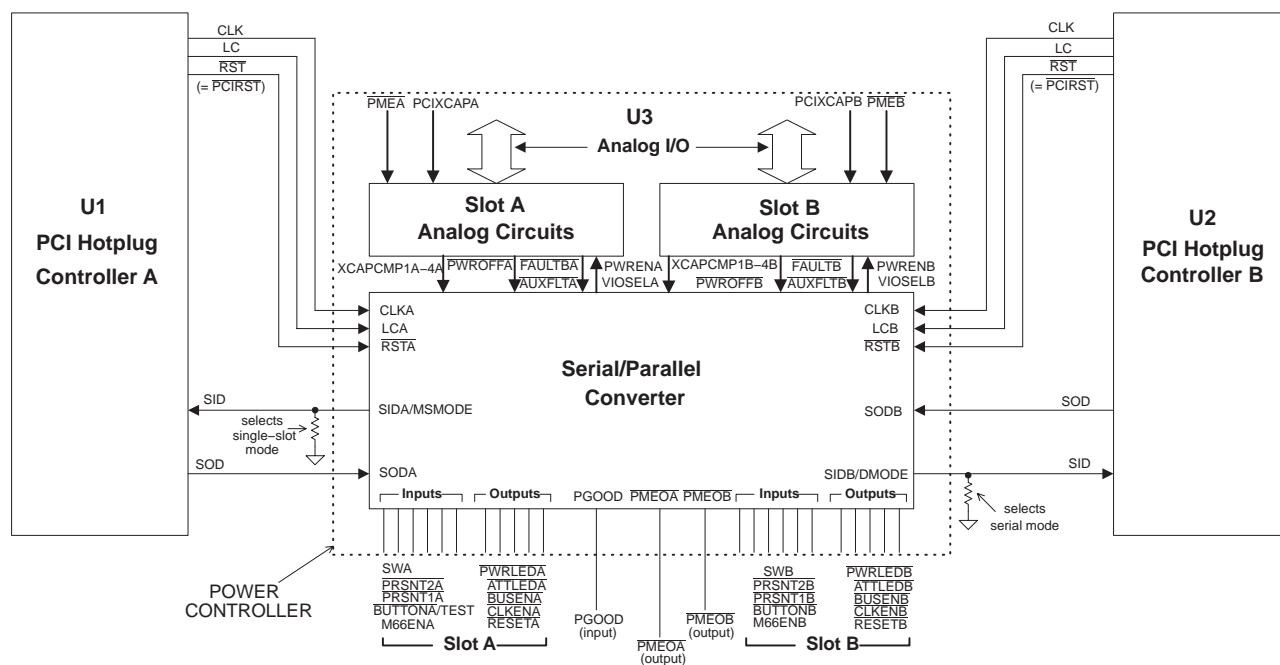 CLK
LC
RST
(= PCIRST)
U1
PCI Hotplug
Controller A
SID
selects
single–slot
mode
SOD
PMEA PCIXCAPA
U3
Analog I/O
PCIXCAPB PMEB
Slot A
Analog Circuits
Slot B
Analog Circuits
XCAPCMP1A–4A PWROFFA FAULTBA PWRENA
AUXFLTA VIOSELA
XCAPCMP1B–4B FAULTB PWRENB
PWROFFB AUXFLTB VIOSELB
CLKA
LCA
RSTA
Serial/Parallel
Converter
CLKB
LCB
RSTB
SIDA/MSMODE
SODB
SODA
SIDB/DMODE
Inputs Outputs PGOOD PMEOA PMEOB Inputs Outputs
CLK
LC
RST
(= PCIRST)
U2
PCI Hotplug
Controller B
SOD
SID
selects
serial mode
POWER
CONTROLLER
SWA
PRSNT2A
PRSNT1A
BUTTONA/TEST
M66ENA
PWRLEDA
ATTLEDA
BUSENA
CLKENA
RESETA
Slot A
PGOOD
(input)
PMEOA
(output)
PMEOB
(output)
SWB
PRSNT2B
PRSNT1B
BUTTONB
M66ENB
PWRLEDB
ATTLEDB
BUSENB
CLKENB
RESETB
Slot B